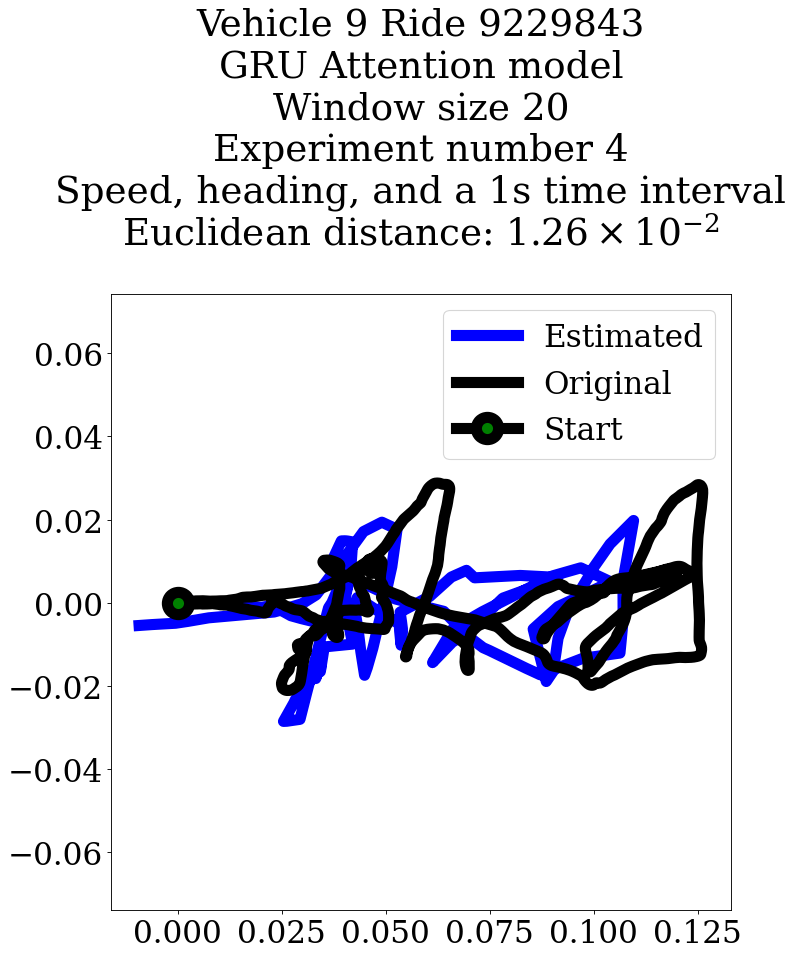 Vehicle 9 Ride 9229843
GRU Attention model
Window size 20
Experiment number 4
Speed, heading, and a 1s time interval
Euclidean distance: 1.26 × 10⁻²
Estimated
Original
Start
0.06
0.04
0.02
0.00
−0.02
−0.04
−0.06
0.000 0.025 0.050 0.075 0.100 0.125